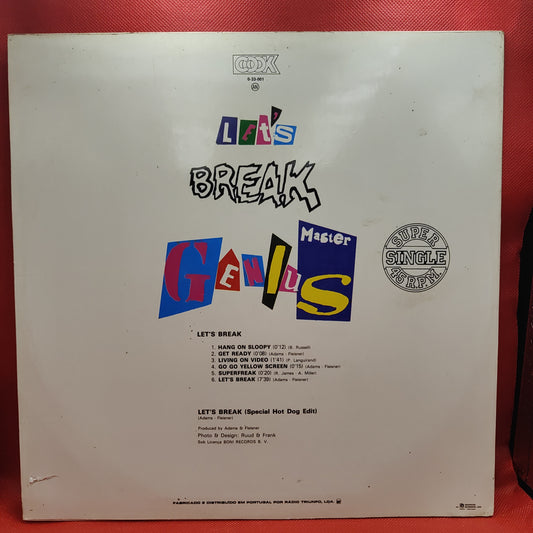 COOK
6-33-001
LET'S
BREAK
Master
GENIUS
SUPER
SINGLE
45 RPM
LET'S BREAK
1. HANG ON SLOOPY (0'12) (B. Russell)
2. GET READY (0'08) (Adams - Fleisner)
3. LIVING ON VIDEO (1'41) (P. Languirand)
4. GO GO YELLOW SCREEN (0'15) (Adams - Fleisner)
5. SUPERFREAK (0'20) (R. James - A. Miller)
6. LET'S BREAK (7'39) (Adams - Fleisner)
LET'S BREAK (Special Hot Dog Edit)
(Adams - Fleisner)
Produced by Adams & Fleisner
Photo & Design: Ruud & Frank
Sob Licença BONI RECORDS B. V.
FABRICADO E DISTRIBUÍDO EM PORTUGAL POR RÁDIO TRIUNFO, LDA.